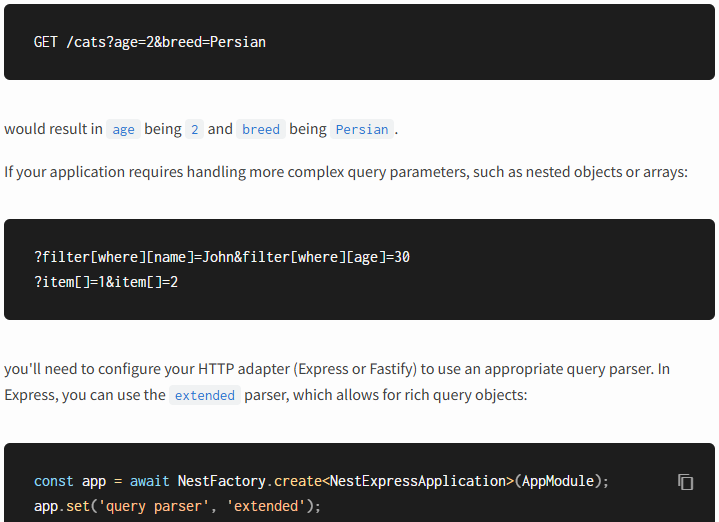 GET /cats?age=2&breed=Persian
would result in age being 2 and breed being Persian.
If your application requires handling more complex query parameters, such as nested objects or arrays:
?filter[where][name]=John&filter[where][age]=30
?item[]=1&item[]=2
you'll need to configure your HTTP adapter (Express or Fastify) to use an appropriate query parser. In
Express, you can use the extended parser, which allows for rich query objects:
const app = await NestFactory.create<NestExpressApplication>(AppModule);
app.set('query parser', 'extended');